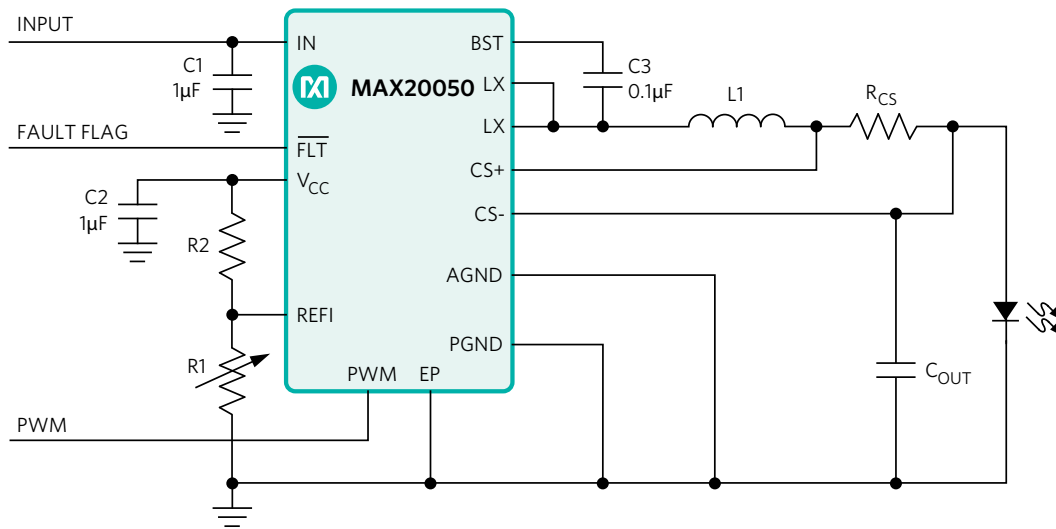 INPUT
C1
1µF
FAULT FLAG
C2
1µF
R2
R1
PWM
IN
MAX20050
FLT
VCC
REFI
PWM
EP
BST
LX
LX
CS+
CS-
AGND
PGND
C3
0.1µF
L1
RCS
COUT